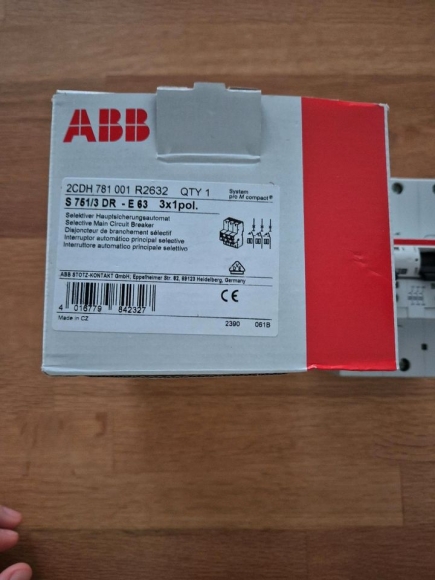 ABB
2CDH 781 001 R2632 QTY 1
System
pro M compact®
S 751/3 DR - E 63 3x1pol.
Selektiver Hauptsicherungsautomat
Selective Main Circuit Breaker
Disjoncteur de branchement sélectif
Interruptor automático principal selectivo
Interruttore automatico principale selettivo
ABB STOTZ-KONTAKT GmbH, Eppelheimer Str. 82, 69123 Heidelberg, Germany
4 016779 842327
CE
Made in CZ
2390 061B